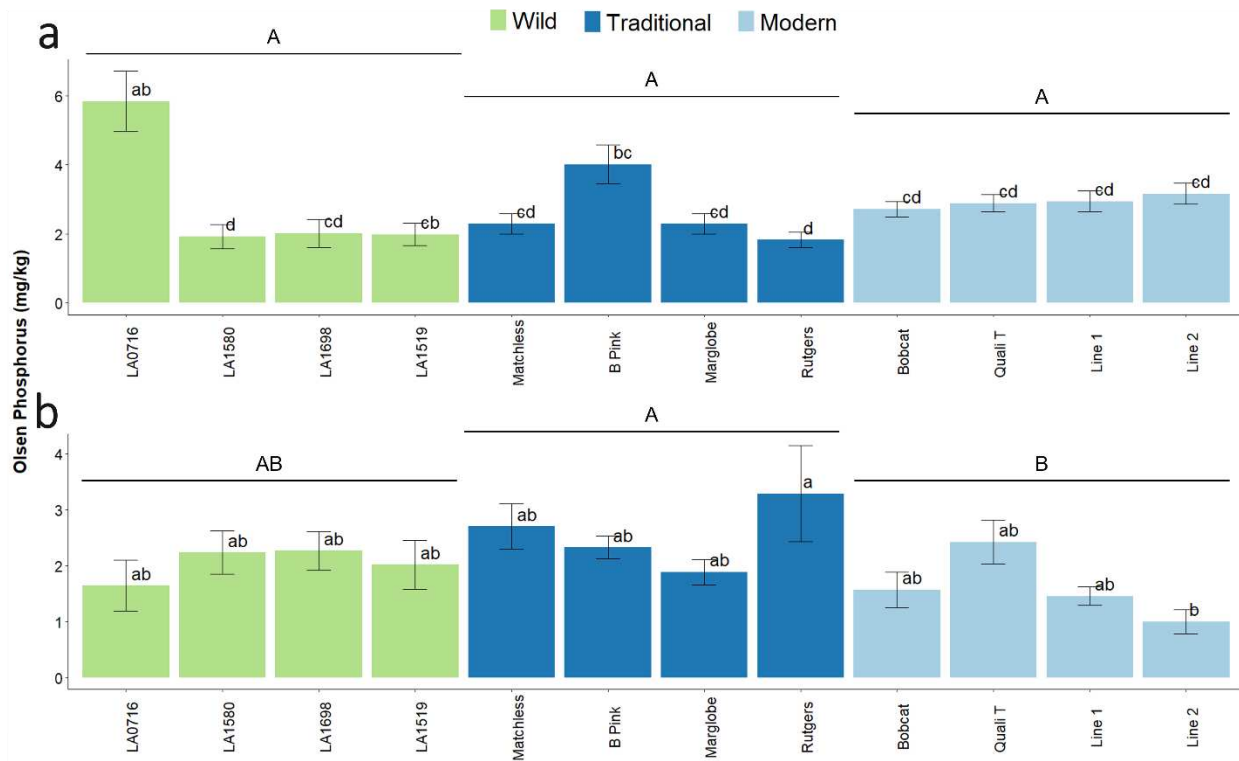 Wild Traditional Modern
a
A
A
A
Olsen Phosphorus (mg/kg)
6
4
2
0
ab
d
cd
cb
cd
bc
cd
d
cd
cd
cd
cd
LA0716
LA1580
LA1698
LA1519
Matchless
B Pink
Marglobe
Rutgers
Bobcat
Quali T
Line 1
Line 2
b
AB
A
B
4
3
2
1
0
ab
ab
ab
ab
ab
ab
ab
a
ab
ab
ab
b
LA0716
LA1580
LA1698
LA1519
Matchless
B Pink
Marglobe
Rutgers
Bobcat
Quali T
Line 1
Line 2